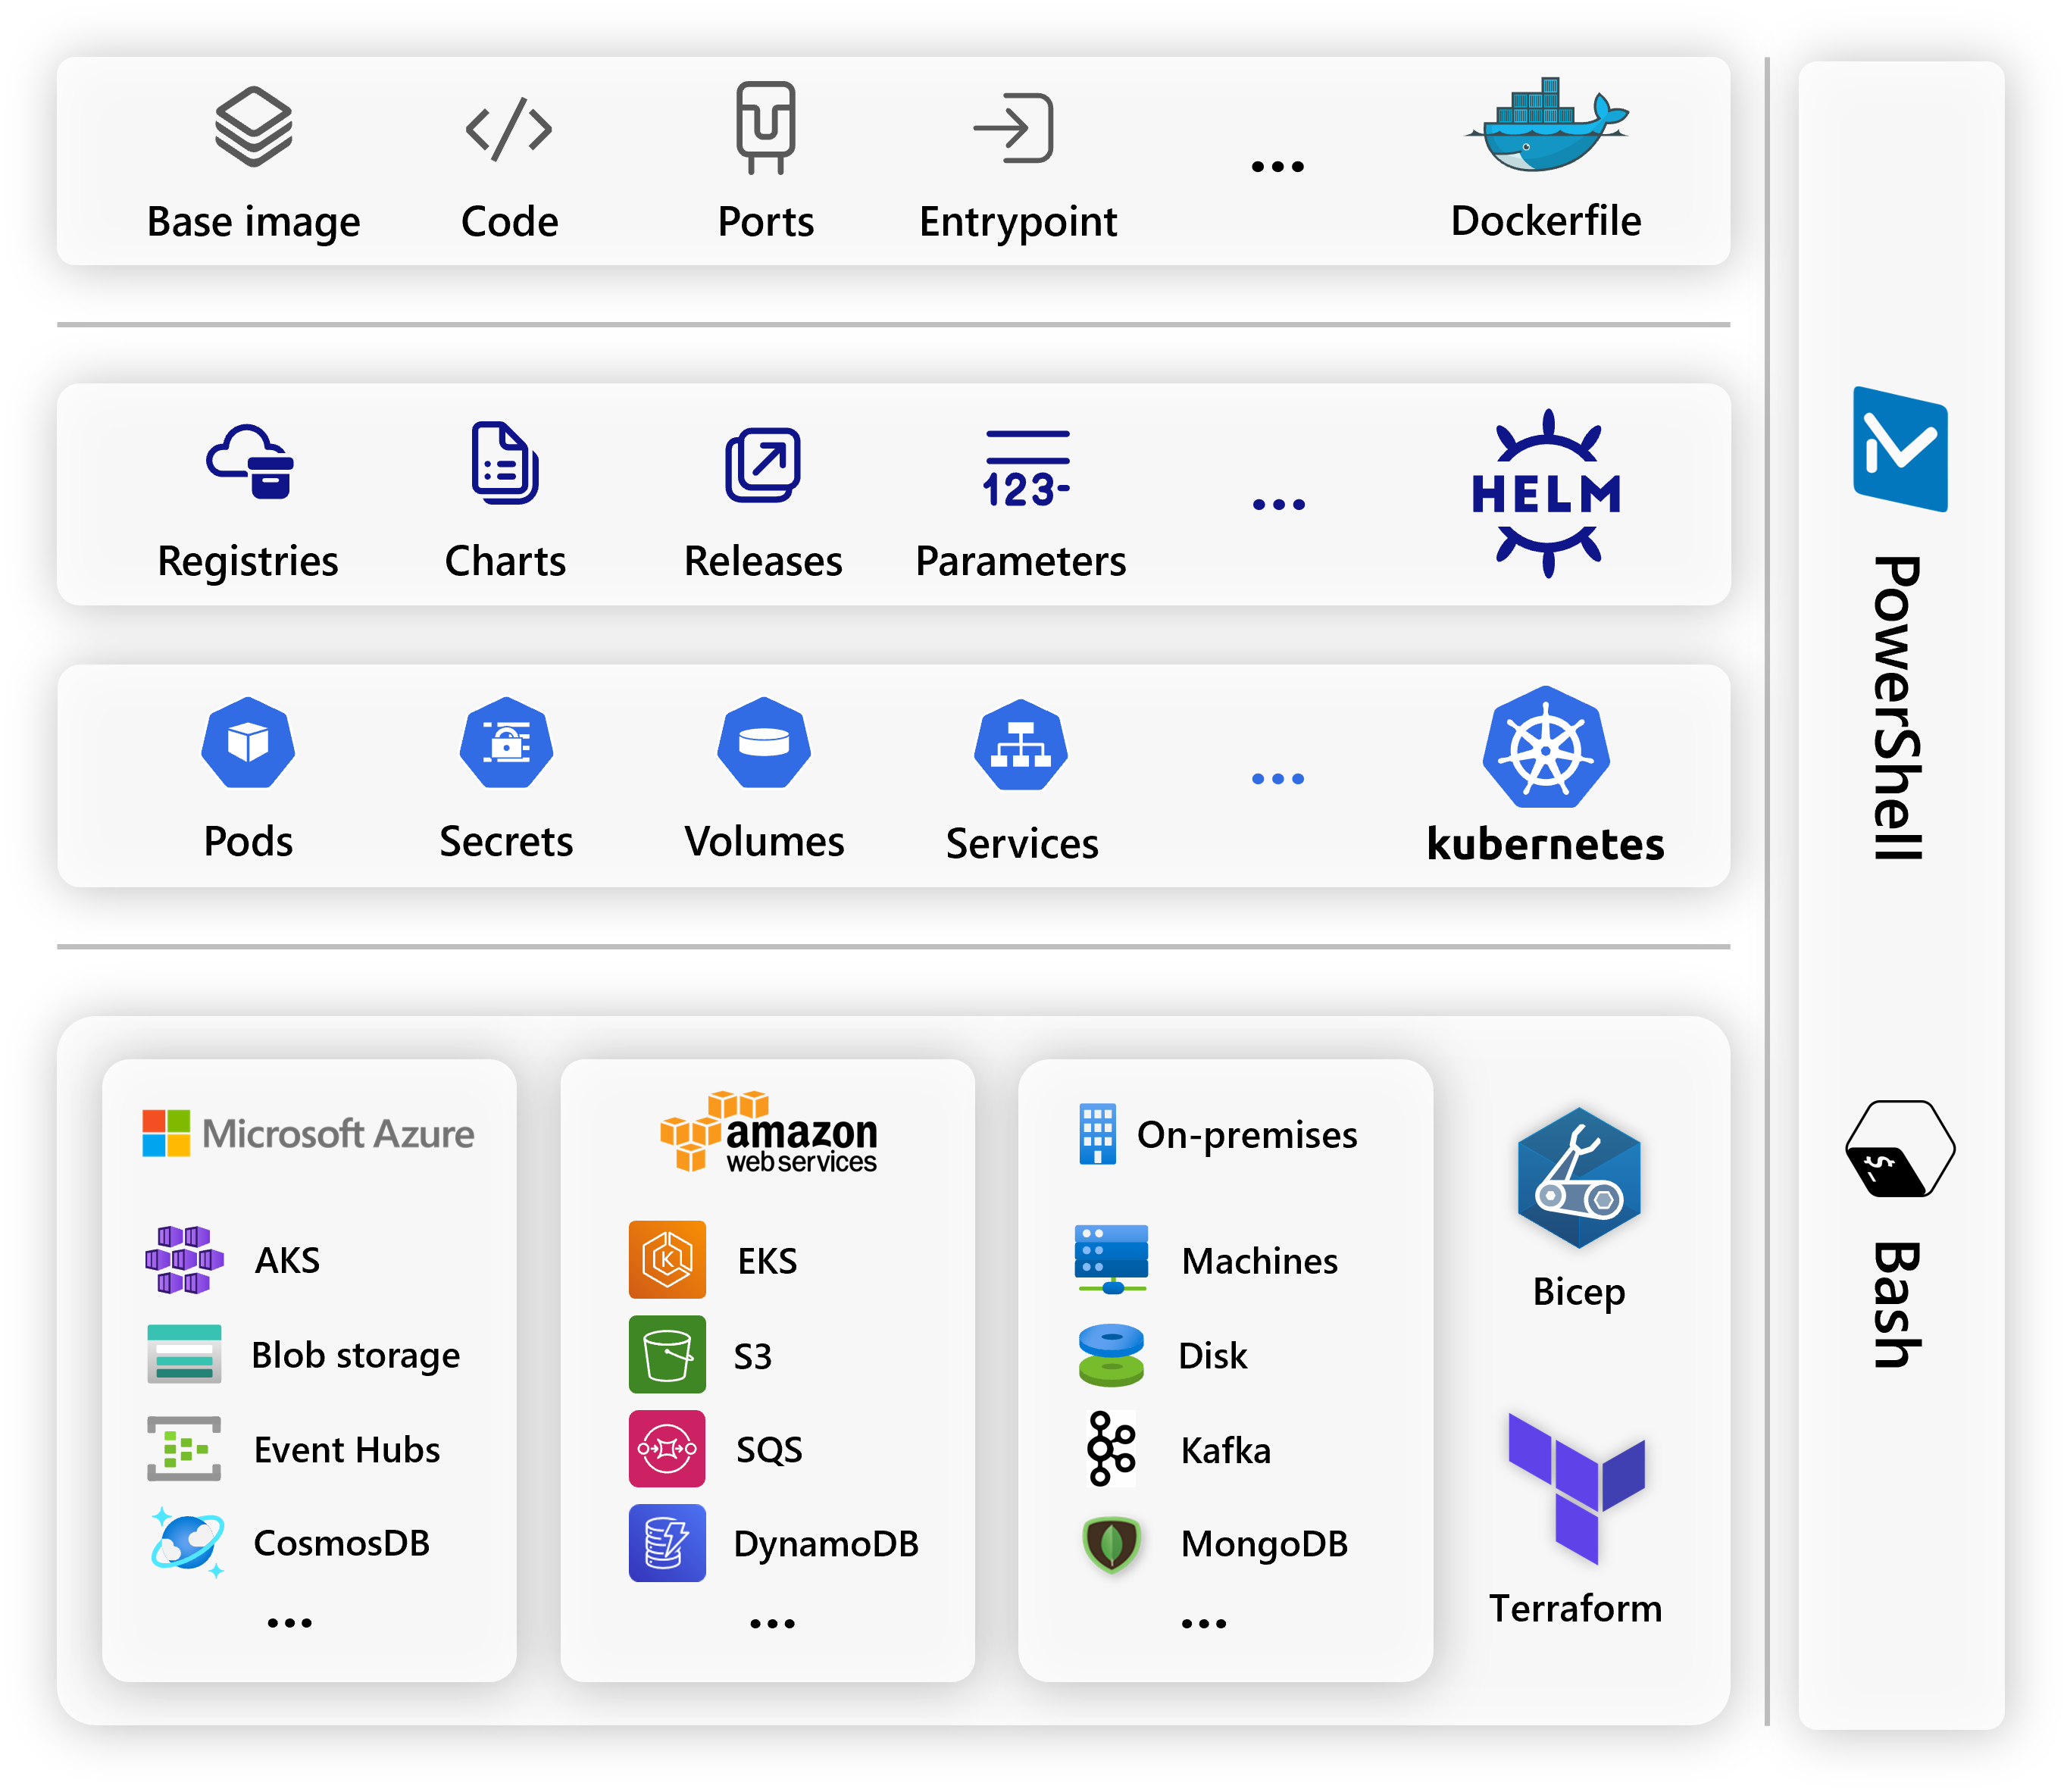 Base image
Code
Ports
Entrypoint
...
Dockerfile
123-
HELM
Registries
Charts
Releases
Parameters
...
Pods
Secrets
Volumes
Services
...
kubernetes
Microsoft Azure
AKS
Blob storage
Event Hubs
CosmosDB
...
amazon
web services
K
EKS
S3
SQS
DynamoDB
...
On-premises
Machines
Disk
Kafka
MongoDB
...
Bicep
Terraform
PowerShell
$_
Bash